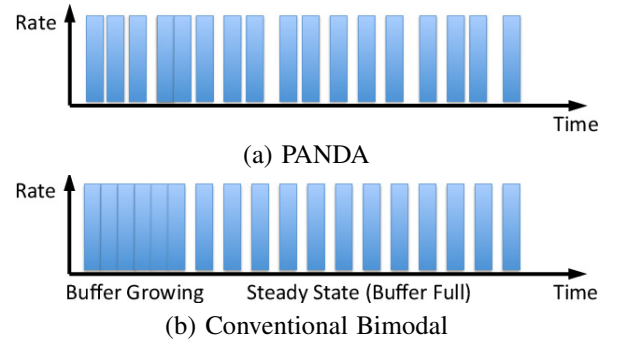 Rate
Time
(a) PANDA
Rate
Buffer Growing Steady State (Buffer Full) Time
(b) Conventional Bimodal